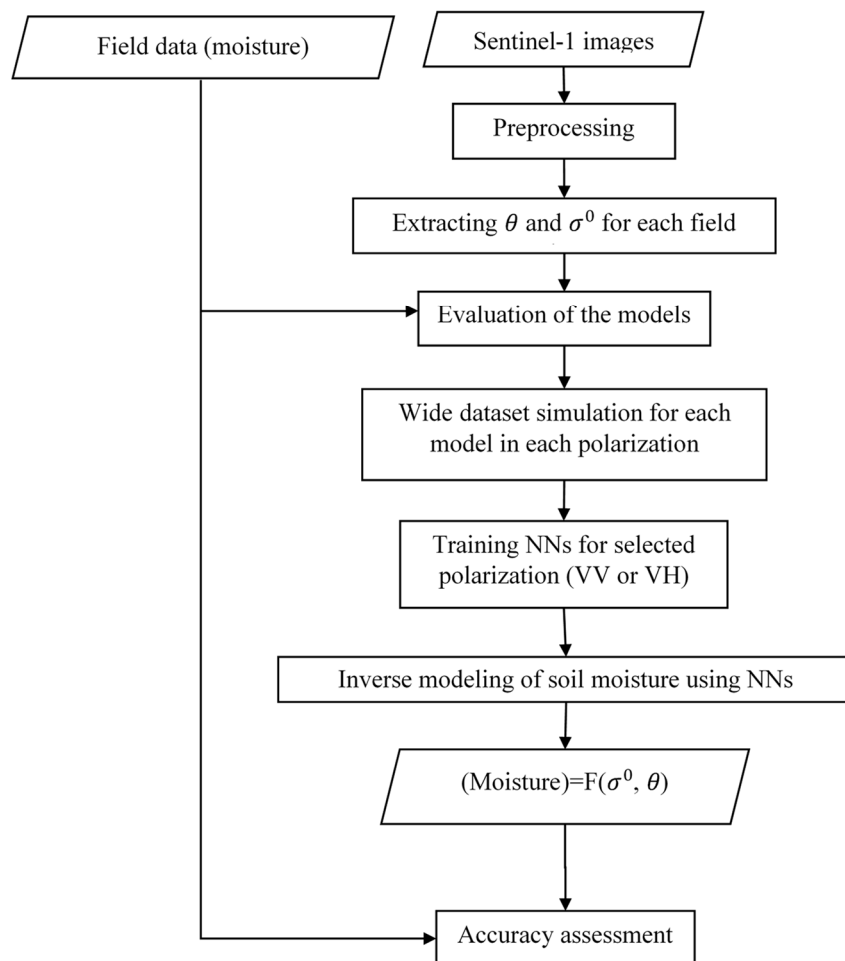 Field data (moisture)
Sentinel-1 images
Preprocessing
Extracting θ and σ⁰ for each field
Evaluation of the models
Wide dataset simulation for each
model in each polarization
Training NNs for selected
polarization (VV or VH)
Inverse modeling of soil moisture using NNs
(Moisture)=F(σ⁰, θ)
Accuracy assessment